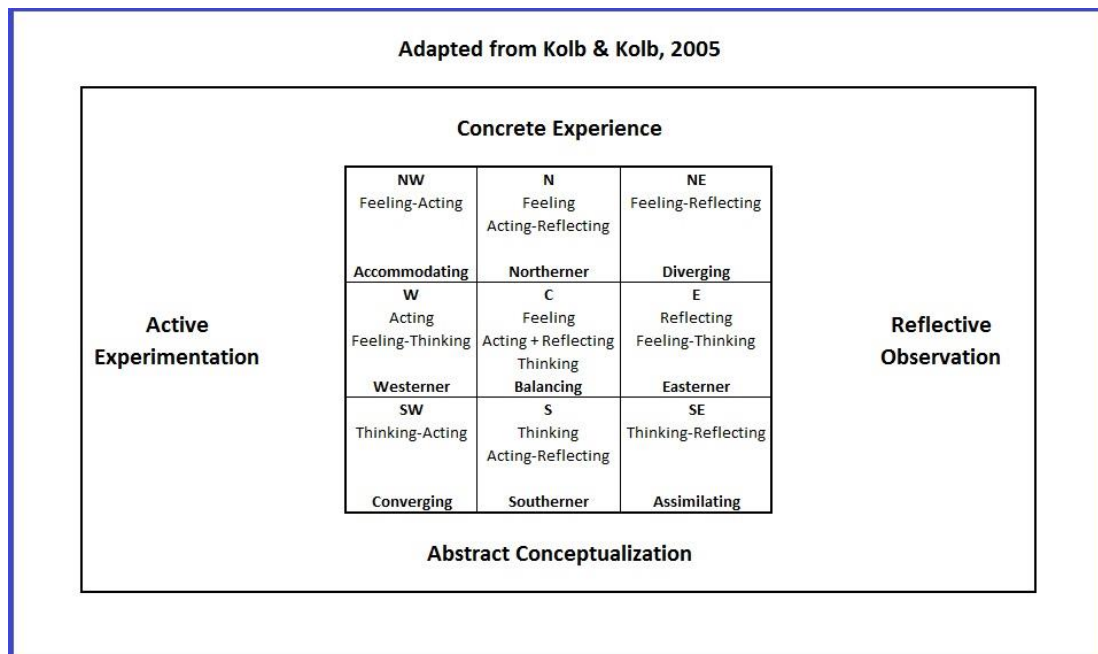 Adapted from Kolb & Kolb, 2005
Concrete Experience
NW
Feeling-Acting
Accommodating
N
Feeling
Acting-Reflecting
Northerner
NE
Feeling-Reflecting
Diverging
Active
Experimentation
W
Acting
Feeling-Thinking
Westerner
C
Feeling
Acting + Reflecting
Thinking
Balancing
E
Reflecting
Feeling-Thinking
Easterner
Reflective
Observation
SW
Thinking-Acting
Converging
S
Thinking
Acting-Reflecting
Southerner
SE
Thinking-Reflecting
Assimilating
Abstract Conceptualization